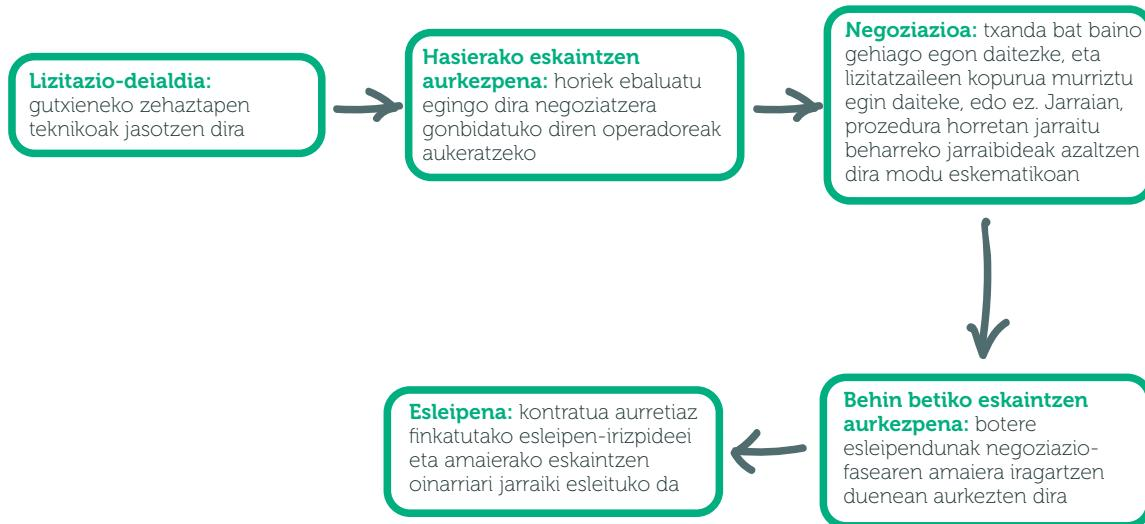 Lizitazio-deialdia:
gutxieneko zehaztapen
teknikoak jasotzen dira
Hasierako eskaintzen
aurkezpena: horiek ebaluatu
egingo dira negoziatzera
gonbidatuko diren operadoreak
aukeratzeko
Negoziazioa: txanda bat baino
gehiago egon daitezke, eta
lizitatzaileen kopurua murriztu
egin daiteke, edo ez. Jarraian,
prozedura horretan jarraitu
beharreko jarraibideak azaltzen
dira modu eskematikoan
Behin betiko eskaintzen
aurkezpena: botere
esleipendunak negoziazio-
fasearen amaiera iragartzen
duenean aurkezten dira
Esleipena: kontratua aurretiaz
finkatutako esleipen-irizpideei
eta amaierako eskaintzen
oinarriari jarraiki esleituko da